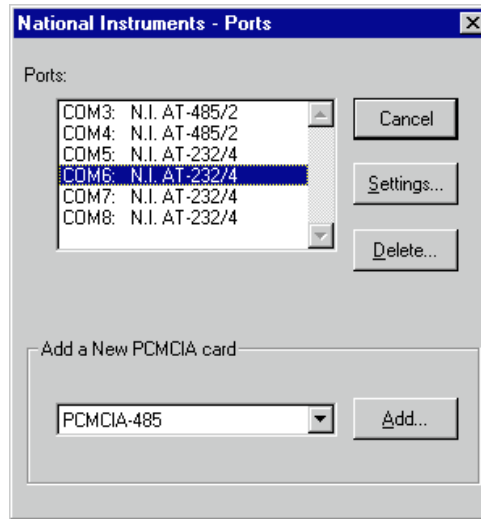 National Instruments - Ports
Ports:
COM3: N.I. AT-485/2
COM4: N.I. AT-485/2
COM5: N.I. AT-232/4
COM6: N.I. AT-232/4
COM7: N.I. AT-232/4
COM8: N.I. AT-232/4
Cancel
Settings...
Delete...
Add a New PCMCIA card
PCMCIA-485
Add...